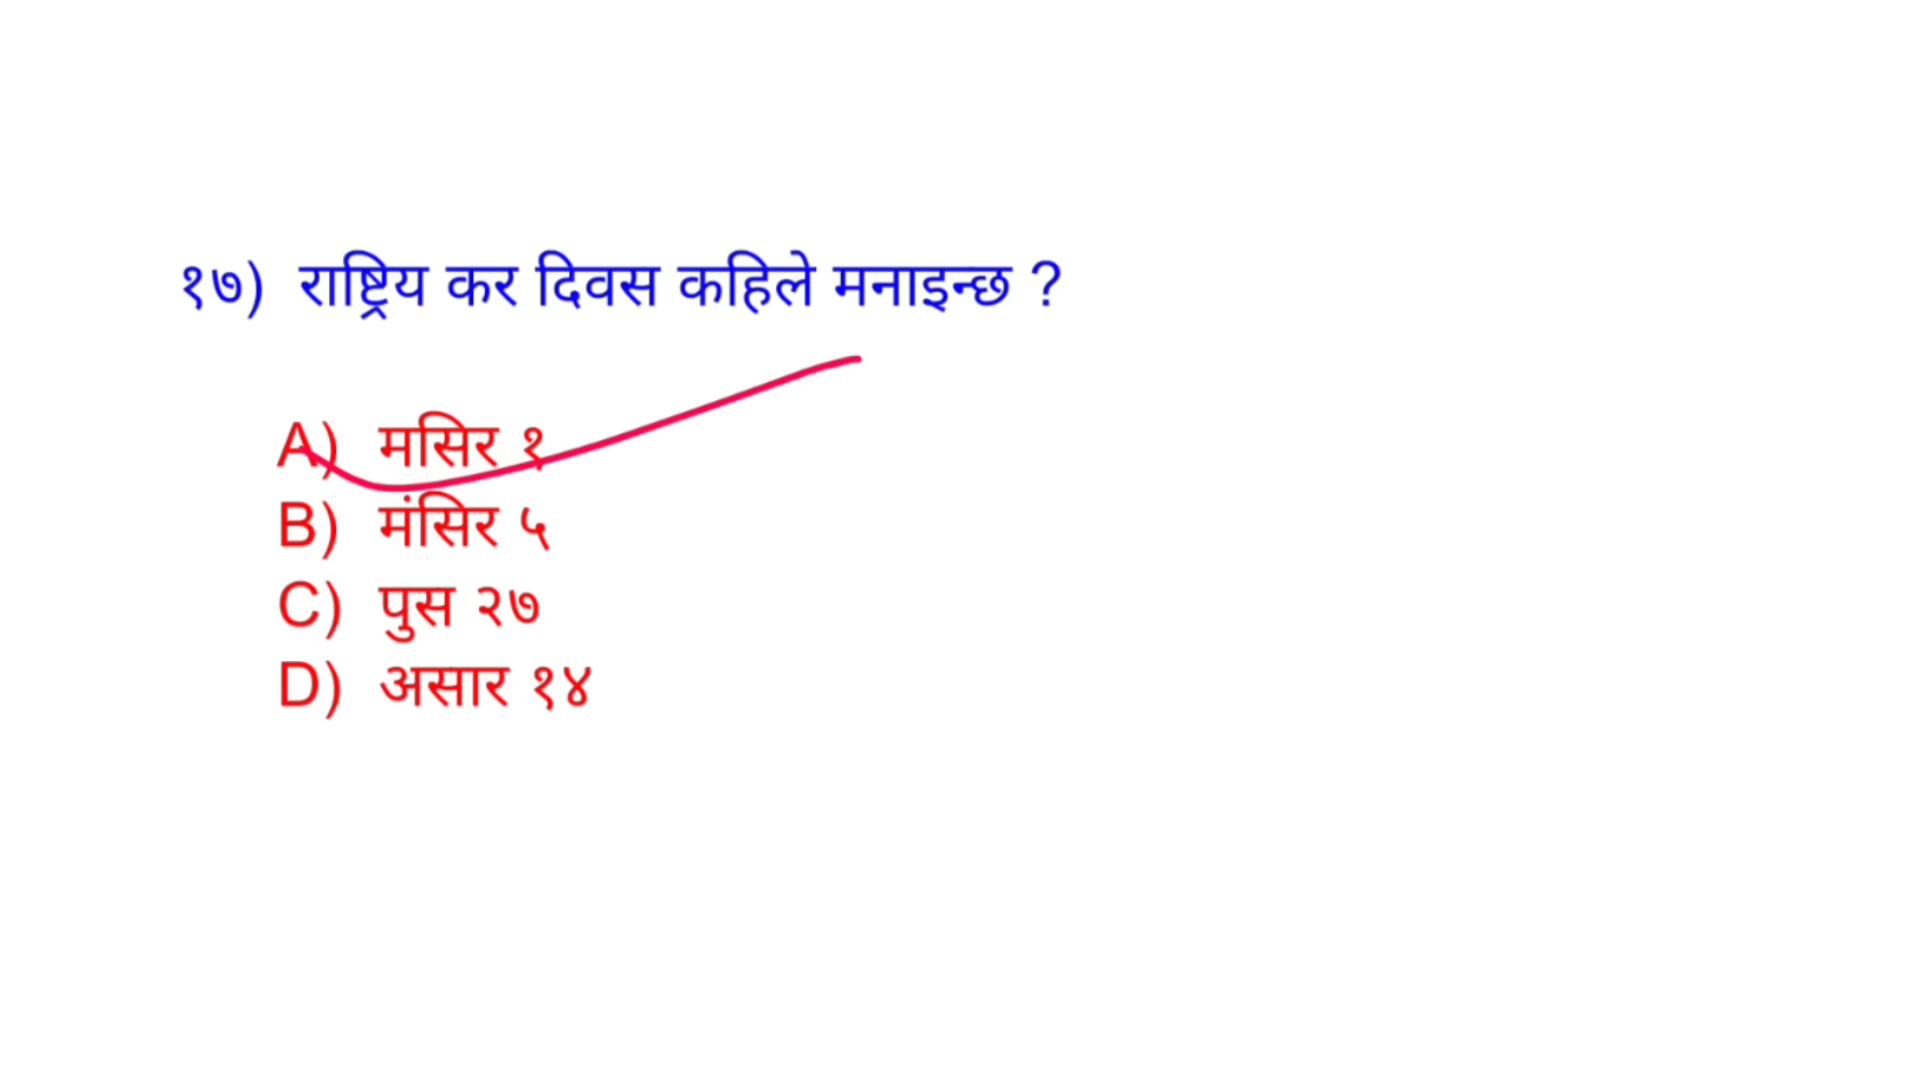 १७) राष्ट्रिय कर दिवस कहिले मनाइन्छ ?
A) मसिर १
B) मंसिर ५
C) पुस २७
D) असार १४